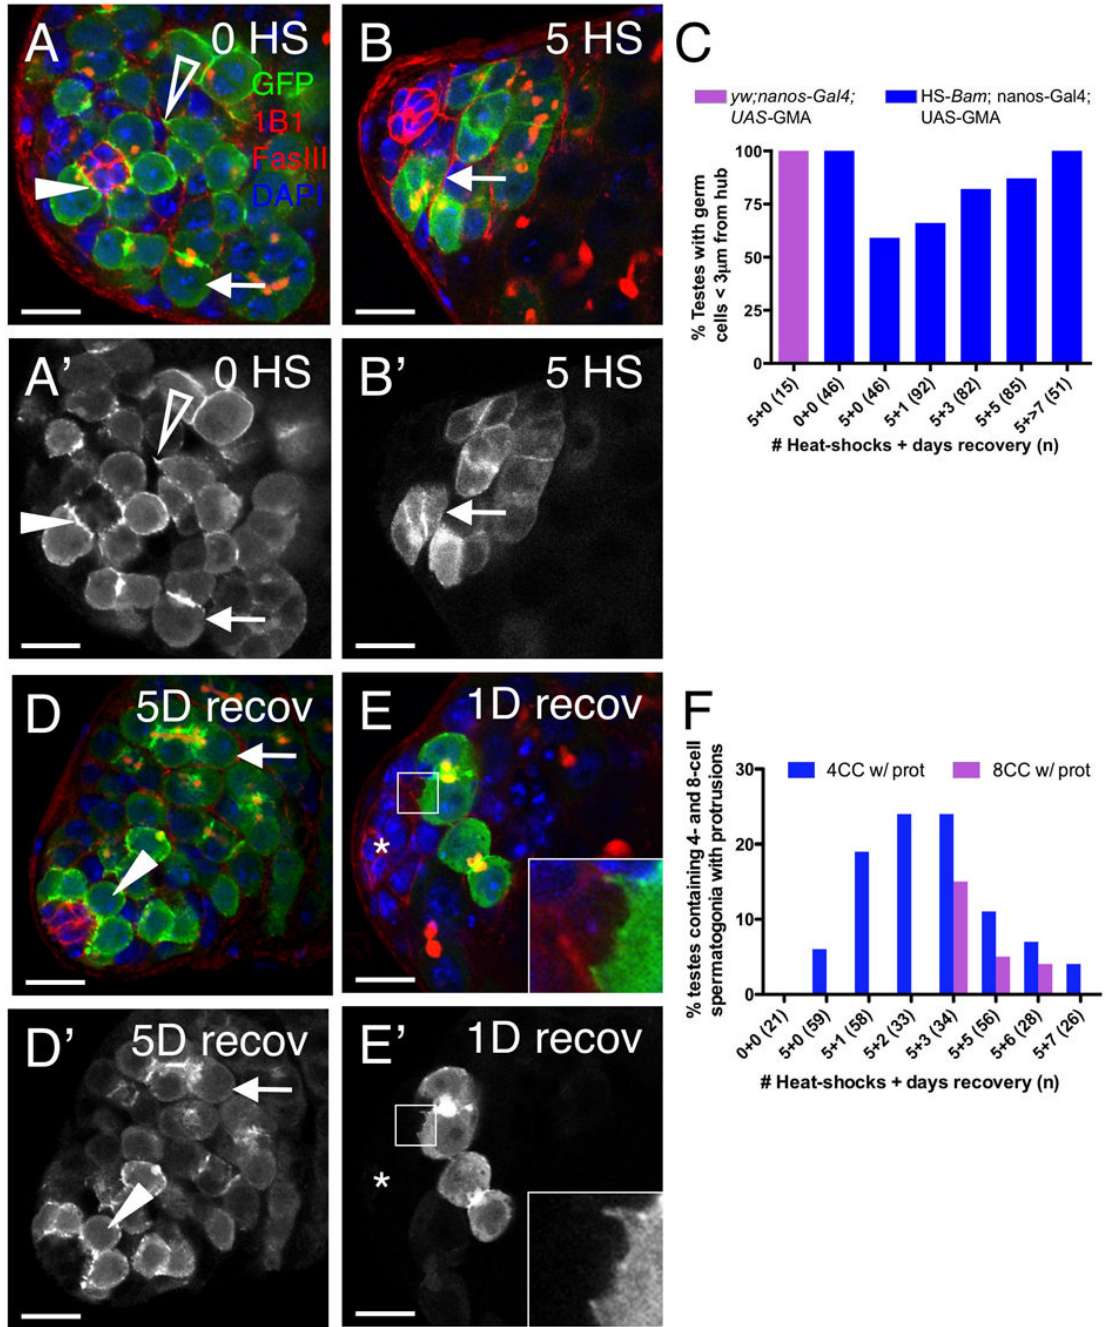 A
0 HS
GFP
1B1
FasIII
DAPI
B
5 HS
C
yw;nanos-Gal4;
UAS-GMA
HS-Bam; nanos-Gal4;
UAS-GMA
% Testes with germ
cells < 3μm from hub
100
75
50
25
0
5+0 (15)
0+0 (46)
5+0 (46)
5+1 (92)
5+3 (82)
5+5 (85)
5+>7 (51)
# Heat-shocks + days recovery (n)
A’
0 HS
B’
5 HS
D
5D recov
E
1D recov
*
F
4CC w/ prot
8CC w/ prot
% testes containing 4- and 8-cell
spermatogonia with protrusions
30
20
10
0
0+0 (21)
5+0 (59)
5+1 (58)
5+2 (33)
5+3 (34)
5+5 (56)
5+6 (28)
5+7 (26)
# Heat-shocks + days recovery (n)
D’
5D recov
E’
1D recov
*